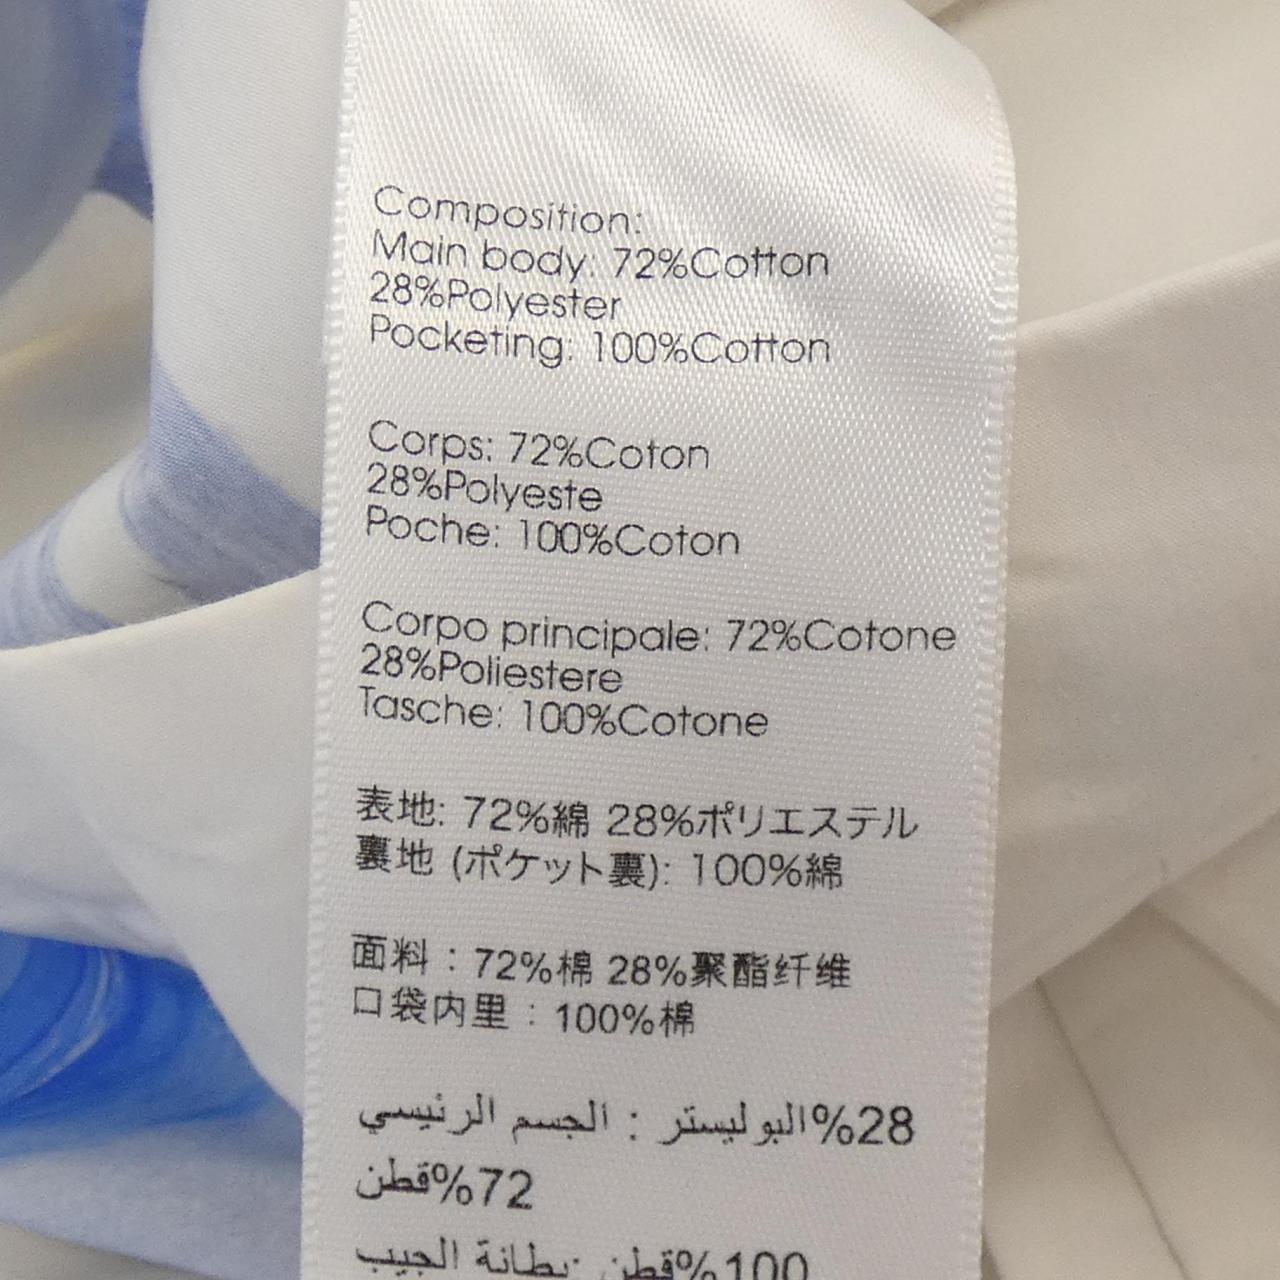 Composition:
Main body: 72%Cotton
28%Polyester
Pocketing: 100%Cotton
Corps: 72%Coton
28%Polyeste
Poche: 100%Coton
Corpo principale: 72%Cotone
28%Poliestere
Tasche: 100%Cotone
表地: 72%綿 28%ポリエステル
裏地 (ポケット裏): 100%綿
面料：72%棉 28%聚酯纤维
口袋内里：100%棉
الجسم الرئيسي : البوليستر%28
قطن%72
بطانة الجيب: قطن%100